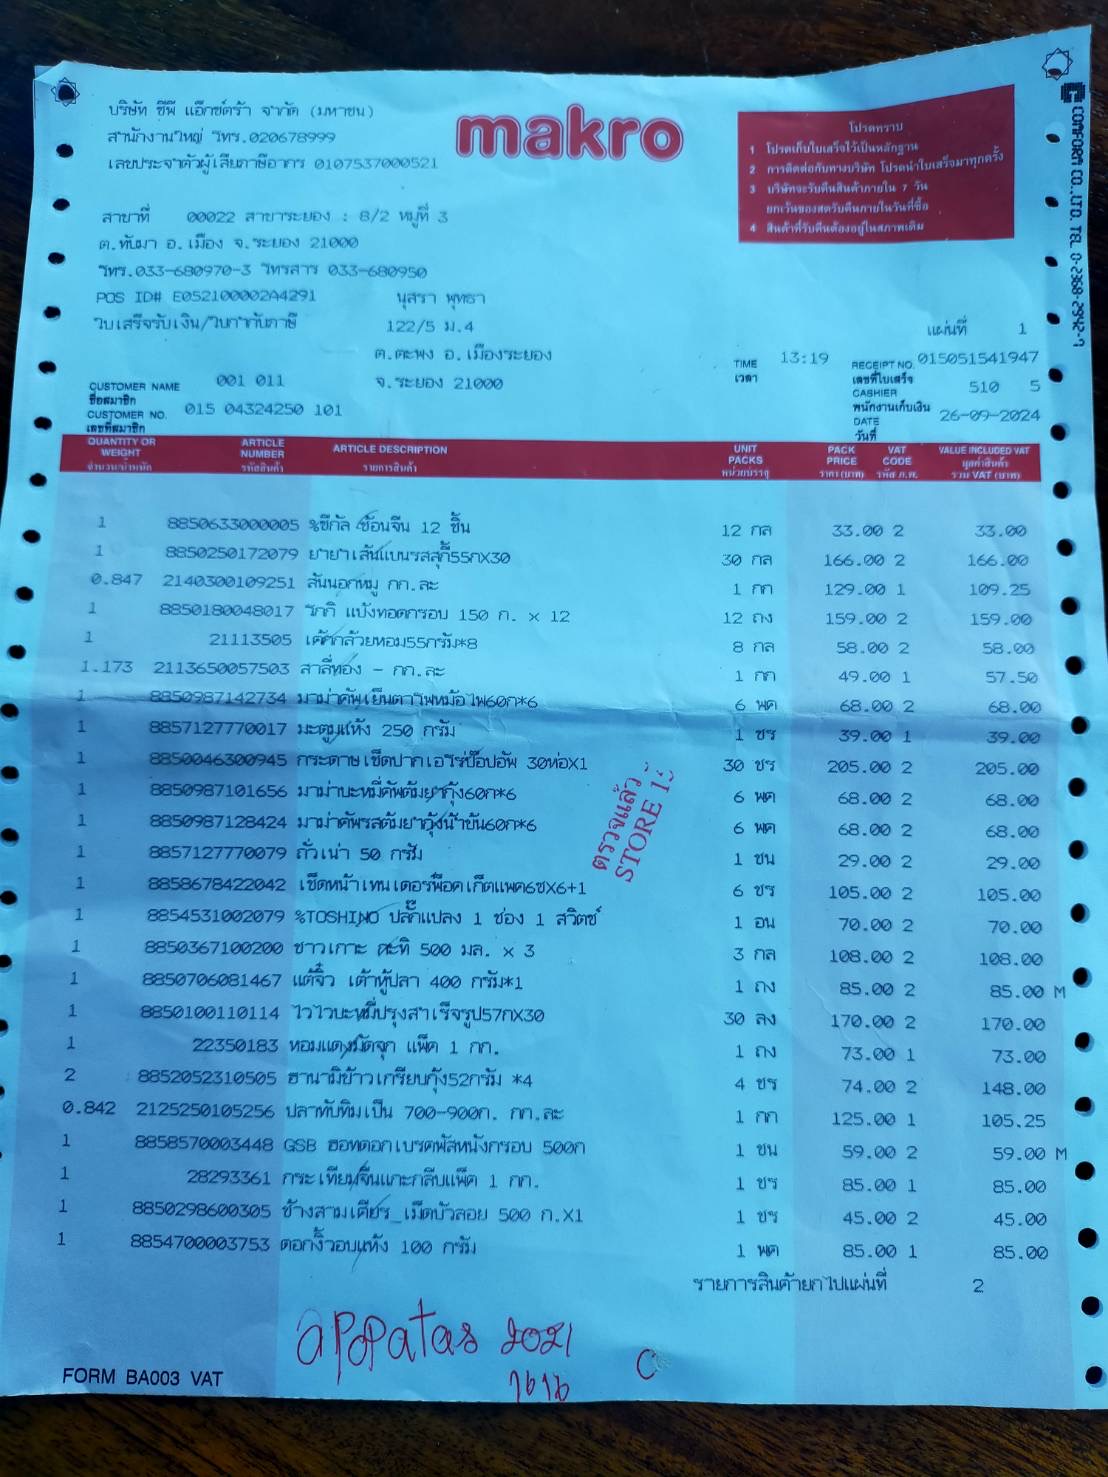 บริษัท ซีพี แอ็กซ์ตร้า จำกัด (มหาชน)
สำนักงานใหญ่ โทร.020678999
เลขประจำตัวผู้เสียภาษีอากร 0107537000521
makro
โปรดทราบ
1 โปรดเก็บใบเสร็จไว้เป็นหลักฐาน
2 การติดต่อกับทางบริษัท โปรดนำใบเสร็จมาทุกครั้ง
3 บริษัทจะรับคืนสินค้าภายใน 7 วัน
ยกเว้นของสดรับคืนภายในวันที่ซื้อ
4 สินค้าที่รับคืนต้องอยู่ในสภาพเดิม
COMFORM CO.,LTD. TEL. 0-2368-2942-7
สาขาที่ 00022 สาขาระยอง : 8/2 หมู่ที่ 3
ต.ทับมา อ.เมือง จ.ระยอง 21000
โทร.033-680970-3 โทรสาร 033-680950
POS ID# E052100002A4291 นุสรา พุทธา
ใบเสร็จรับเงิน/ใบกำกับภาษี 122/5 ม.4 แผ่นที่ 1
ต.ตะพง อ.เมืองระยอง TIME เวลา 13:19 RECEIPT NO. เลขที่ใบเสร็จ 015051541947
CUSTOMER NAME ชื่อสมาชิก 001 011 จ.ระยอง 21000 CASHIER พนักงานเก็บเงิน 510 5
CUSTOMER NO. เลขที่สมาชิก 015 04324250 101 DATE วันที่ 26-09-2024
QUANTITY OR WEIGHT ARTICLE NUMBER ARTICLE DESCRIPTION UNIT PACKS PACK PRICE VAT CODE VALUE INCLUDED VAT
จำนวน/น้ำหนัก รหัสสินค้า รายการสินค้า หน่วยบรรจุ ราคา (บาท) รหัส ภ.พ. มูลค่าสินค้า รวม VAT (บาท)
1 8850633000005 %ซีกัล ช้อนจีน 12 ชิ้น 12 กล 33.00 2 33.00
1 8850250172079 ยายาเส้นแบนรสสุกี้55กX30 30 กล 166.00 2 166.00
0.847 2140300109251 สันนอกหมู กก.ละ 1 กก 129.00 1 109.25
1 8850180048017 โกกิ แป้งทอดกรอบ 150 ก. x 12 12 ถง 159.00 2 159.00
1 21113505 เค้กกล้วยหอม55กรัม*8 8 กล 58.00 2 58.00
1.173 2113650057503 สาลี่ทอง - กก.ละ 1 กก 49.00 1 57.50
1 8850987142734 มาม่าคัพเย็นตาโฟหม้อไฟ60ก*6 6 พค 68.00 2 68.00
1 8857127770017 มะตูมแห้ง 250 กรัม 1 ซร 39.00 1 39.00
1 8850046300945 กระดาษเช็ดปากเอโร่ป๊อปอัพ 30ห่อX1 30 ซร 205.00 2 205.00
1 8850987101656 มาม่าบะหมี่คัพต้มยำกุ้ง60ก*6 6 พค 68.00 2 68.00
1 8850987128424 มาม่าคัพรสต้มยำกุ้งน้ำข้น60ก*6 6 พค 68.00 2 68.00
1 8857127770079 ถั่วเน่า 50 กรัม 1 ชน 29.00 2 29.00
1 8858678422042 เช็ดหน้าเทนเดอร์พ๊อคเก็ตแพค6ซX6+1 6 ซร 105.00 2 105.00
1 8854531002079 %TOSHINO ปลั๊กแปลง 1 ช่อง 1 สวิตซ์ 1 อน 70.00 2 70.00
1 8850367100200 ชาวเกาะ กะทิ 500 มล. x 3 3 กล 108.00 2 108.00
1 8850706081467 แต้จิ๋ว เต้าหู้ปลา 400 กรัม*1 1 ถง 85.00 2 85.00 M
1 8850100110114 ไวไวบะหมี่ปรุงสำเร็จรูป57กX30 30 ลง 170.00 2 170.00
1 22350183 หอมแดงมัดจุก แพ็ค 1 กก. 1 ถง 73.00 1 73.00
2 8852052310505 ฮานามิข้าวเกรียบกุ้ง52กรัม *4 4 ซร 74.00 2 148.00
0.842 2125250105256 ปลาทับทิมเป็น 700-900ก. กก.ละ 1 กก 125.00 1 105.25
1 8858570003448 GSB ฮอทดอกเบรคฟัสหนังกรอบ 500ก 1 ชน 59.00 2 59.00 M
1 28293361 กระเทียมจีนแกะกลีบแพ็ค 1 กก. 1 ซร 85.00 1 85.00
1 8850298600305 ช้างสามเศียร_เม็ดบัวลอย 500 ก.X1 1 ซร 45.00 2 45.00
1 8854700003753 ดอกงิ้วอบแห้ง 100 กรัม 1 พค 85.00 1 85.00
ตรวจแล้ว
STORE 15
รายการสินค้ายกไปแผ่นที่ 2
2021
FORM BA003 VAT